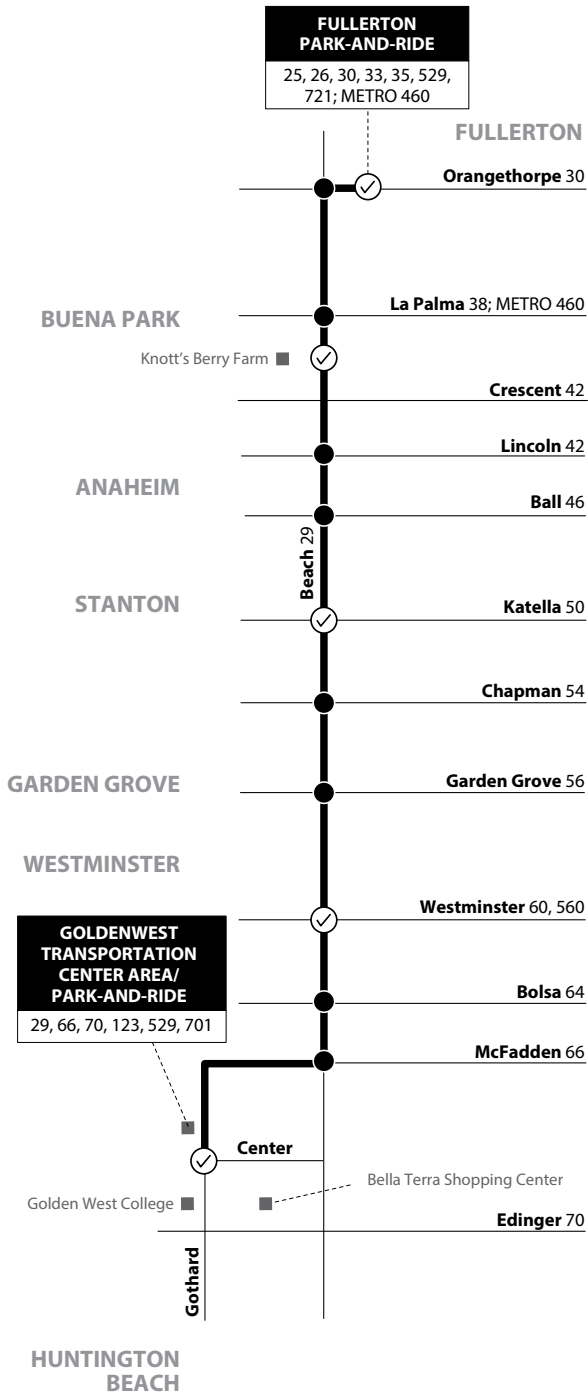 FULLERTON
PARK-AND-RIDE
25, 26, 30, 33, 35, 529,
721; METRO 460
FULLERTON
Orangethorpe 30
La Palma 38; METRO 460
BUENA PARK
Knott's Berry Farm
Crescent 42
Lincoln 42
ANAHEIM
Ball 46
Beach 29
STANTON
Katella 50
Chapman 54
GARDEN GROVE
Garden Grove 56
WESTMINSTER
Westminster 60, 560
GOLDENWEST
TRANSPORTATION
CENTER AREA/
PARK-AND-RIDE
29, 66, 70, 123, 529, 701
Bolsa 64
McFadden 66
Center
Bella Terra Shopping Center
Golden West College
Edinger 70
Gothard
HUNTINGTON
BEACH